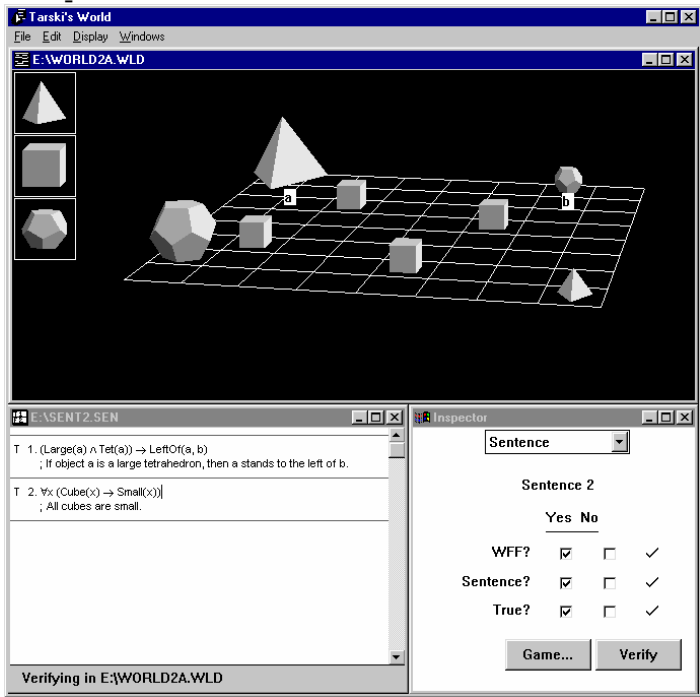 Tarski's World
File Edit Display Windows
E:\WORLD2A.WLD
a
b
E:\SENT2.SEN
T 1. (Large(a) ∧ Tet(a)) → LeftOf(a, b)
; If object a is a large tetrahedron, then a stands to the left of b.
T 2. ∀x (Cube(x) → Small(x))
; All cubes are small.
Verifying in E:\WORLD2A.WLD
Inspector
Sentence
Sentence 2
Yes No
WFF?
Sentence?
True?
Game... Verify